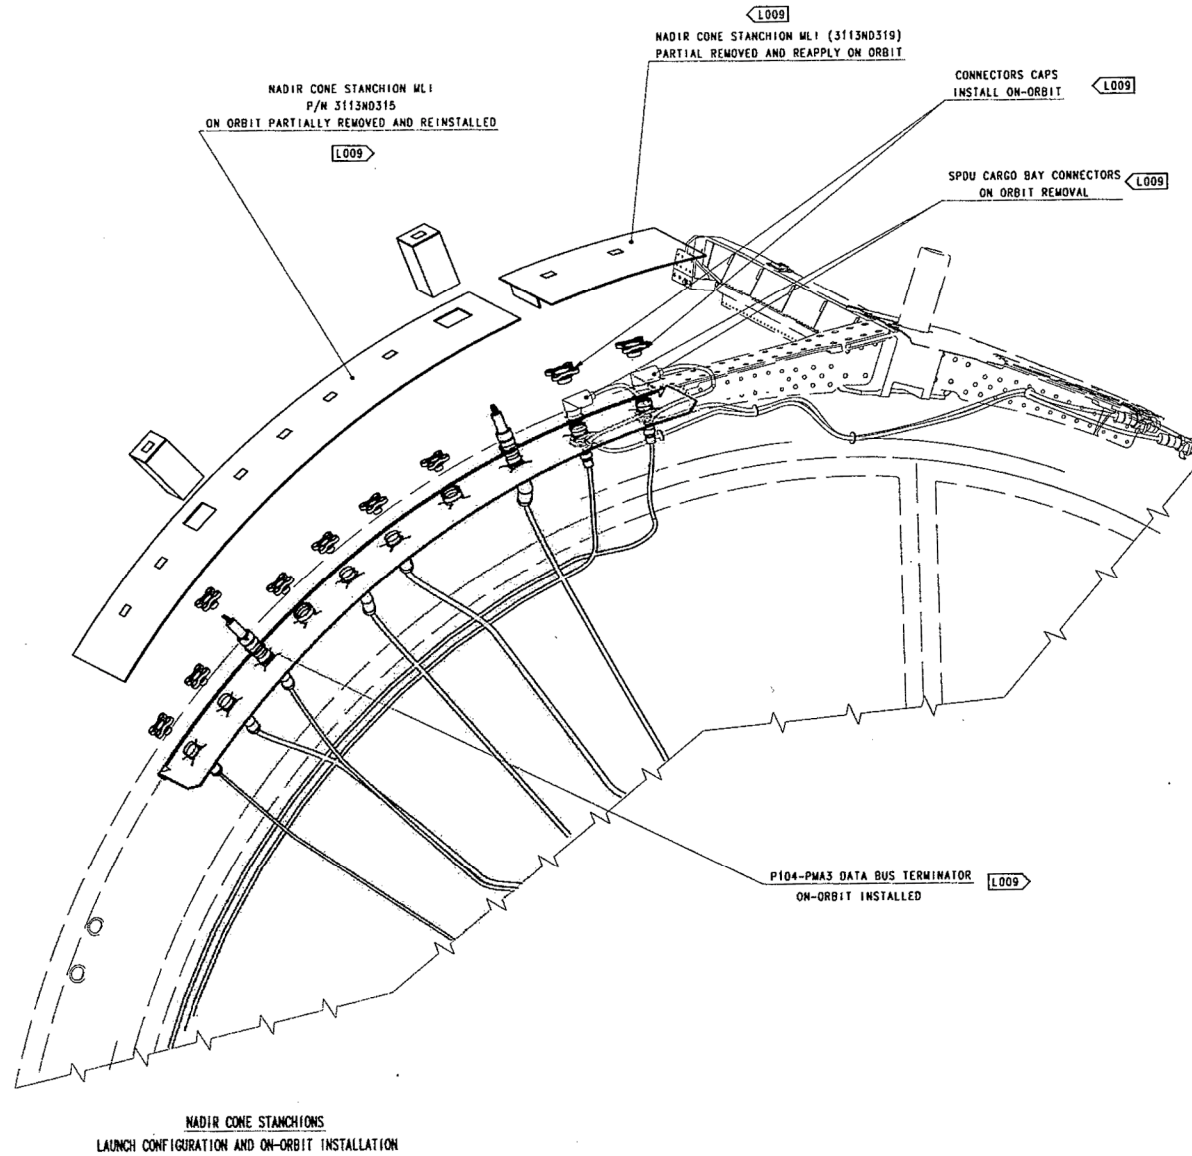 L009
NADIR CONE STANCHION MLI (3113ND319)
PARTIAL REMOVED AND REAPPLY ON ORBIT
CONNECTORS CAPS
INSTALL ON-ORBIT
L009
NADIR CONE STANCHION MLI
P/N 3113ND315
ON ORBIT PARTIALLY REMOVED AND REINSTALLED
L009
SPDU CARGO BAY CONNECTORS
ON ORBIT REMOVAL
L009
P104-PMA3 DATA BUS TERMINATOR
ON-ORBIT INSTALLED
L009
NADIR CONE STANCHIONS
LAUNCH CONFIGURATION AND ON-ORBIT INSTALLATION